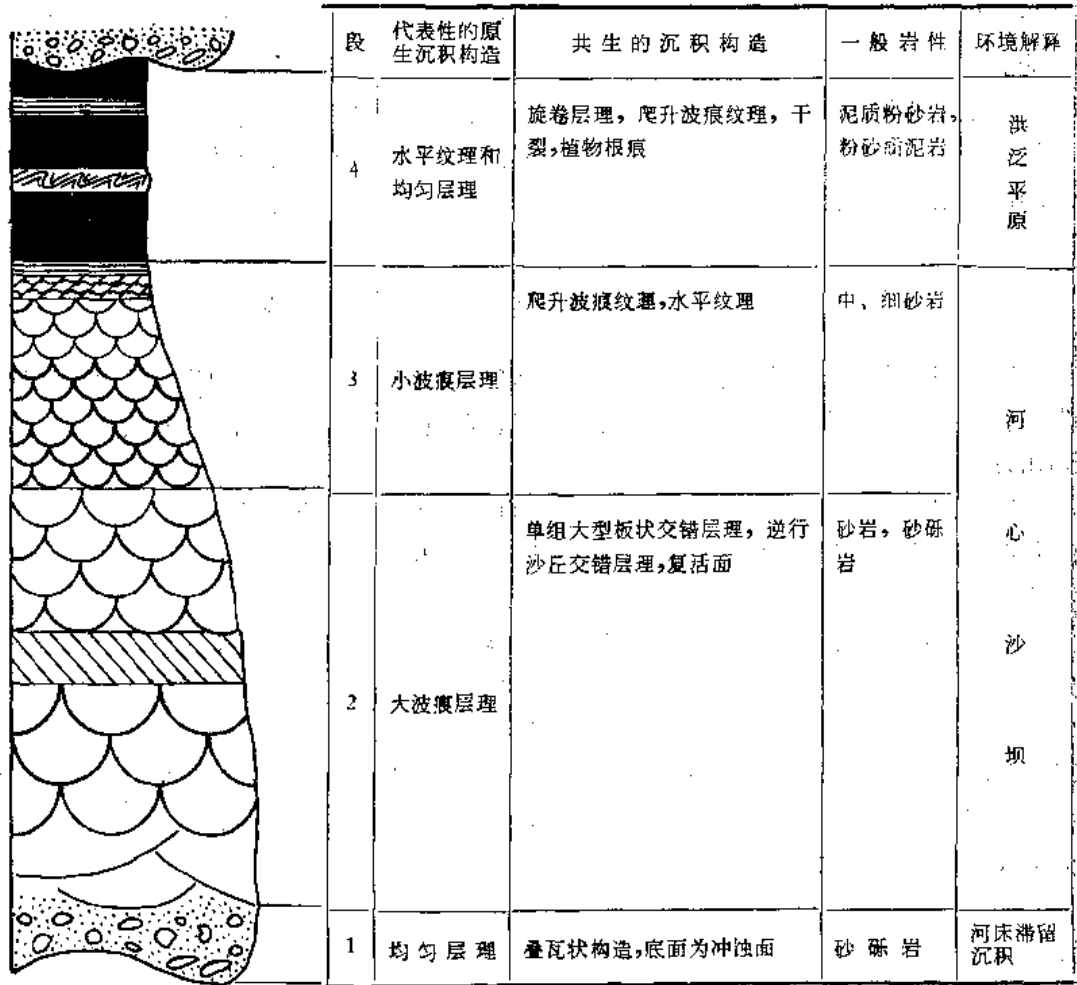 段
代表性的原
生沉积构造
共生的沉积构造
一般岩性
环境解释
4
水平纹理和
均匀层理
旋卷层理，爬升波痕纹理，干
裂,植物根痕
泥质粉砂岩，
粉砂质泥岩
洪
泛
平
原
3
小波痕层理
爬升波痕纹理,水平纹理
中、细砂岩
河
心
沙
坝
2
大波痕层理
单组大型板状交错层理，逆行
沙丘交错层理,复活面
砂岩，砂砾
岩
1
均匀层理
叠瓦状构造,底面为冲蚀面
砂砾岩
河床滞留
沉积